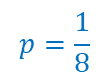 p = 1/8